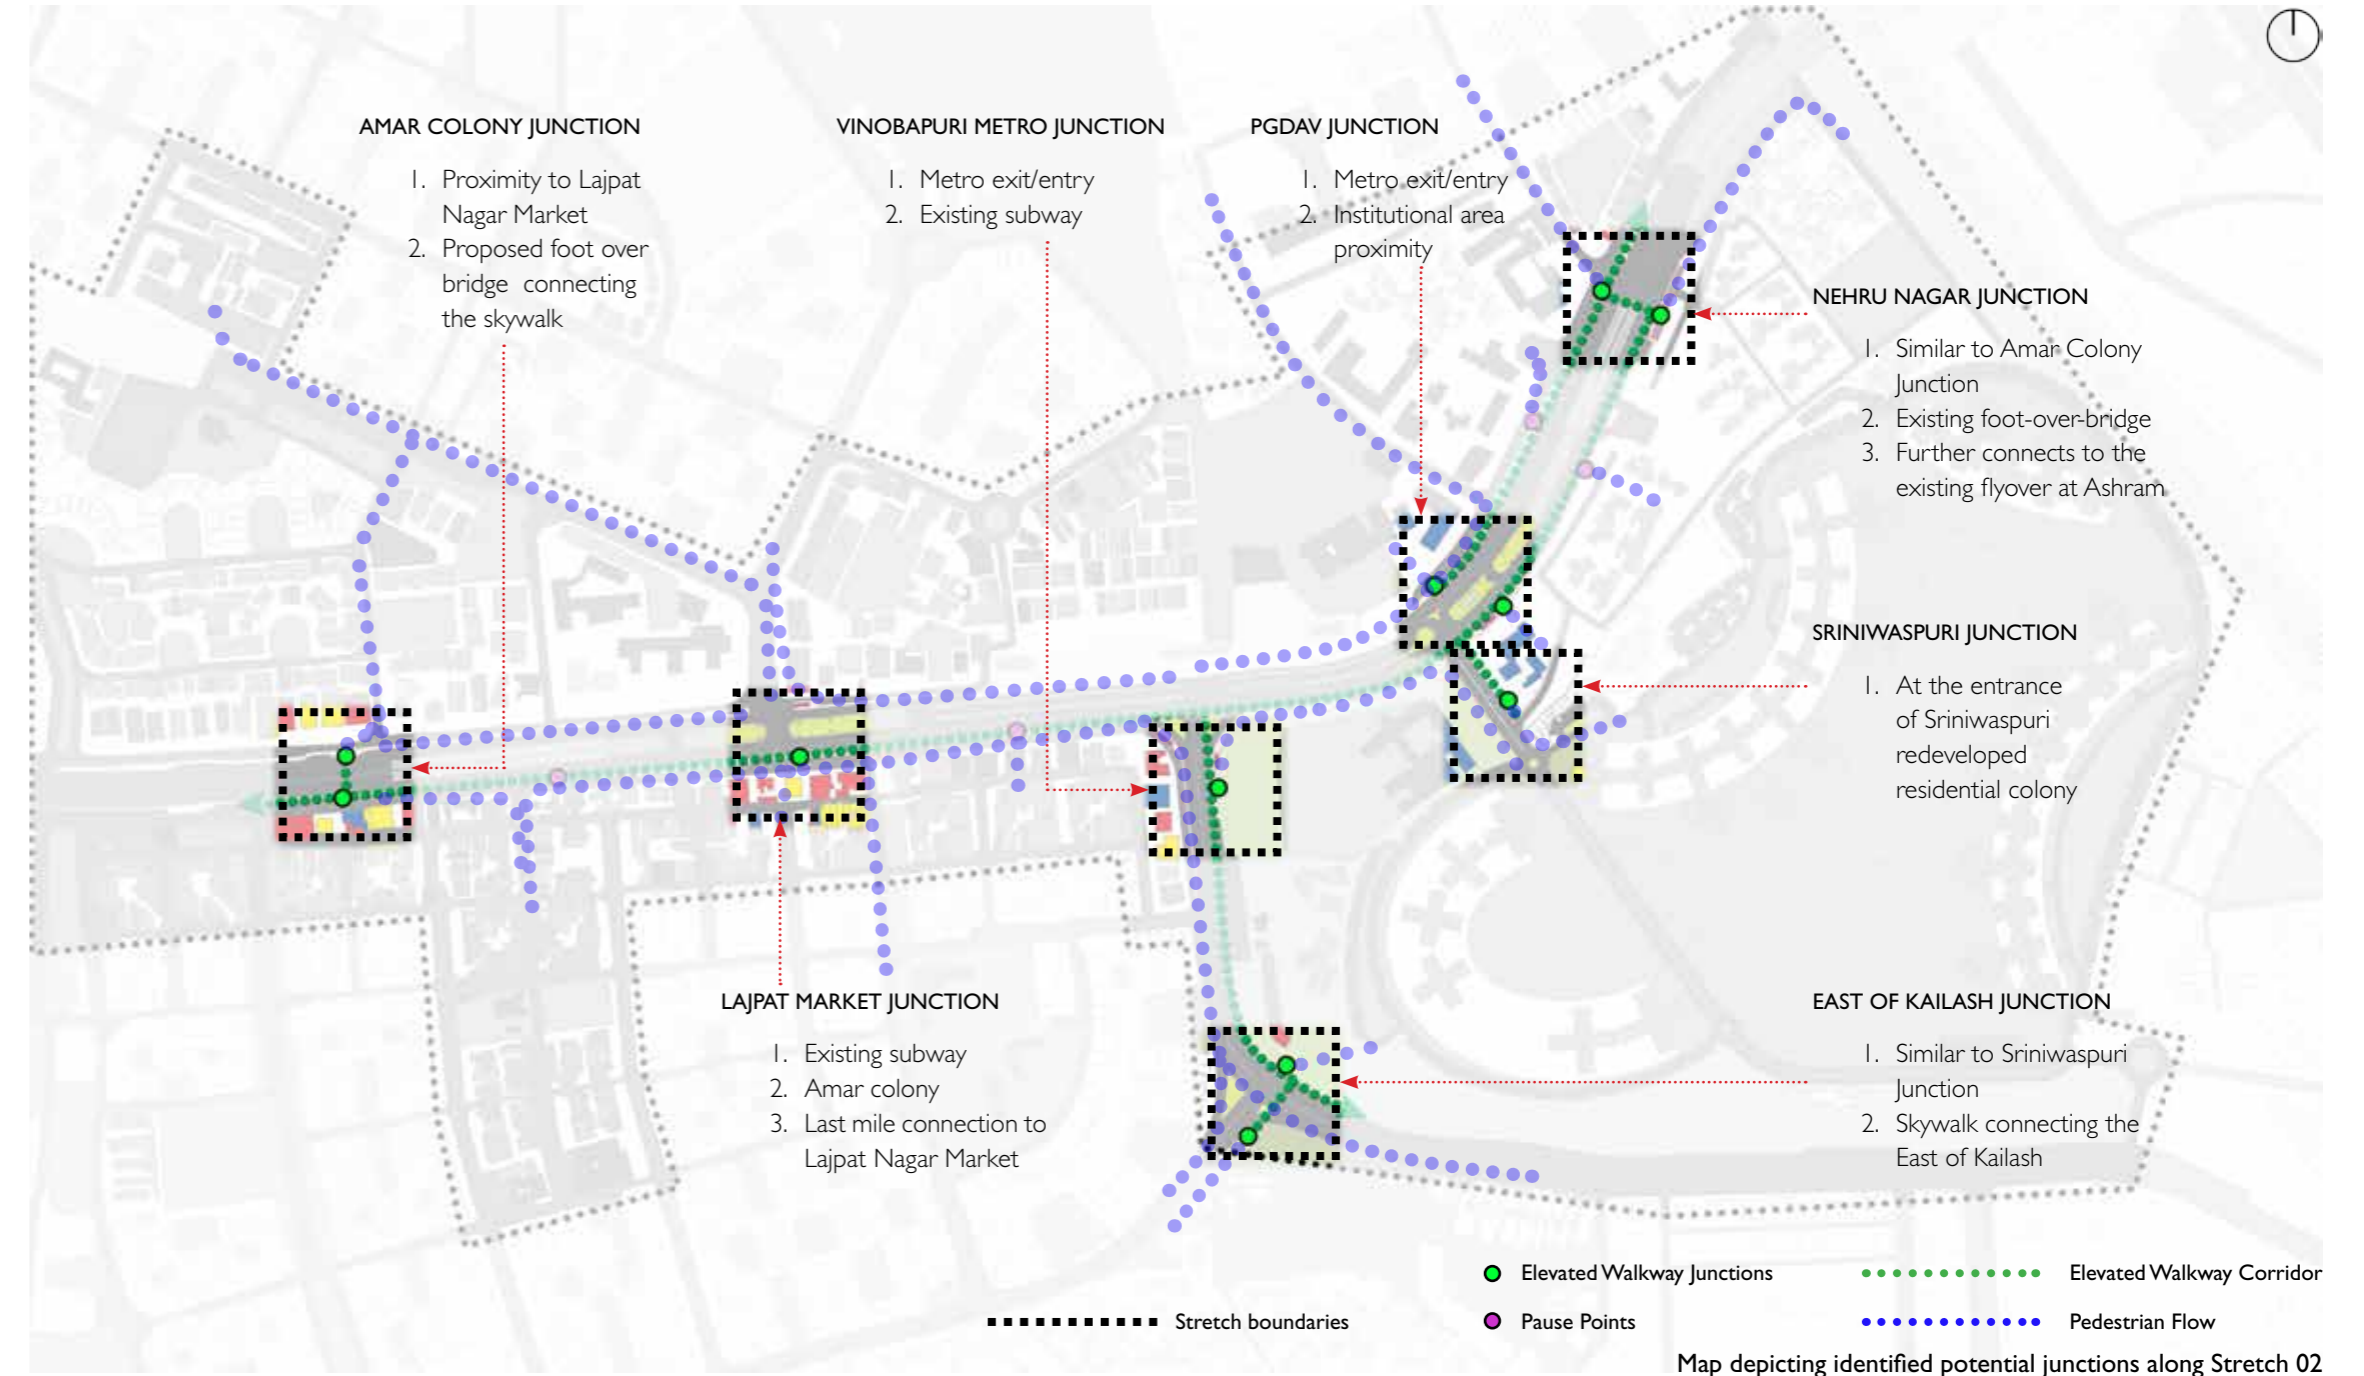 AMAR COLONY JUNCTION
1. Proximity to Lajpat
Nagar Market
2. Proposed foot over
bridge connecting
the skywalk
VINOBAPURI METRO JUNCTION
1. Metro exit/entry
2. Existing subway
PGDAV JUNCTION
1. Metro exit/entry
2. Institutional area
proximity
NEHRU NAGAR JUNCTION
1. Similar to Amar Colony
Junction
2. Existing foot-over-bridge
3. Further connects to the
existing flyover at Ashram
SRINIWASPURI JUNCTION
1. At the entrance
of Sriniwaspuri
redeveloped
residential colony
LAJPAT MARKET JUNCTION
1. Existing subway
2. Amar colony
3. Last mile connection to
Lajpat Nagar Market
EAST OF KAILASH JUNCTION
1. Similar to Sriniwaspuri
Junction
2. Skywalk connecting the
East of Kailash
Elevated Walkway Junctions
Elevated Walkway Corridor
Stretch boundaries
Pause Points
Pedestrian Flow
Map depicting identified potential junctions along Stretch 02